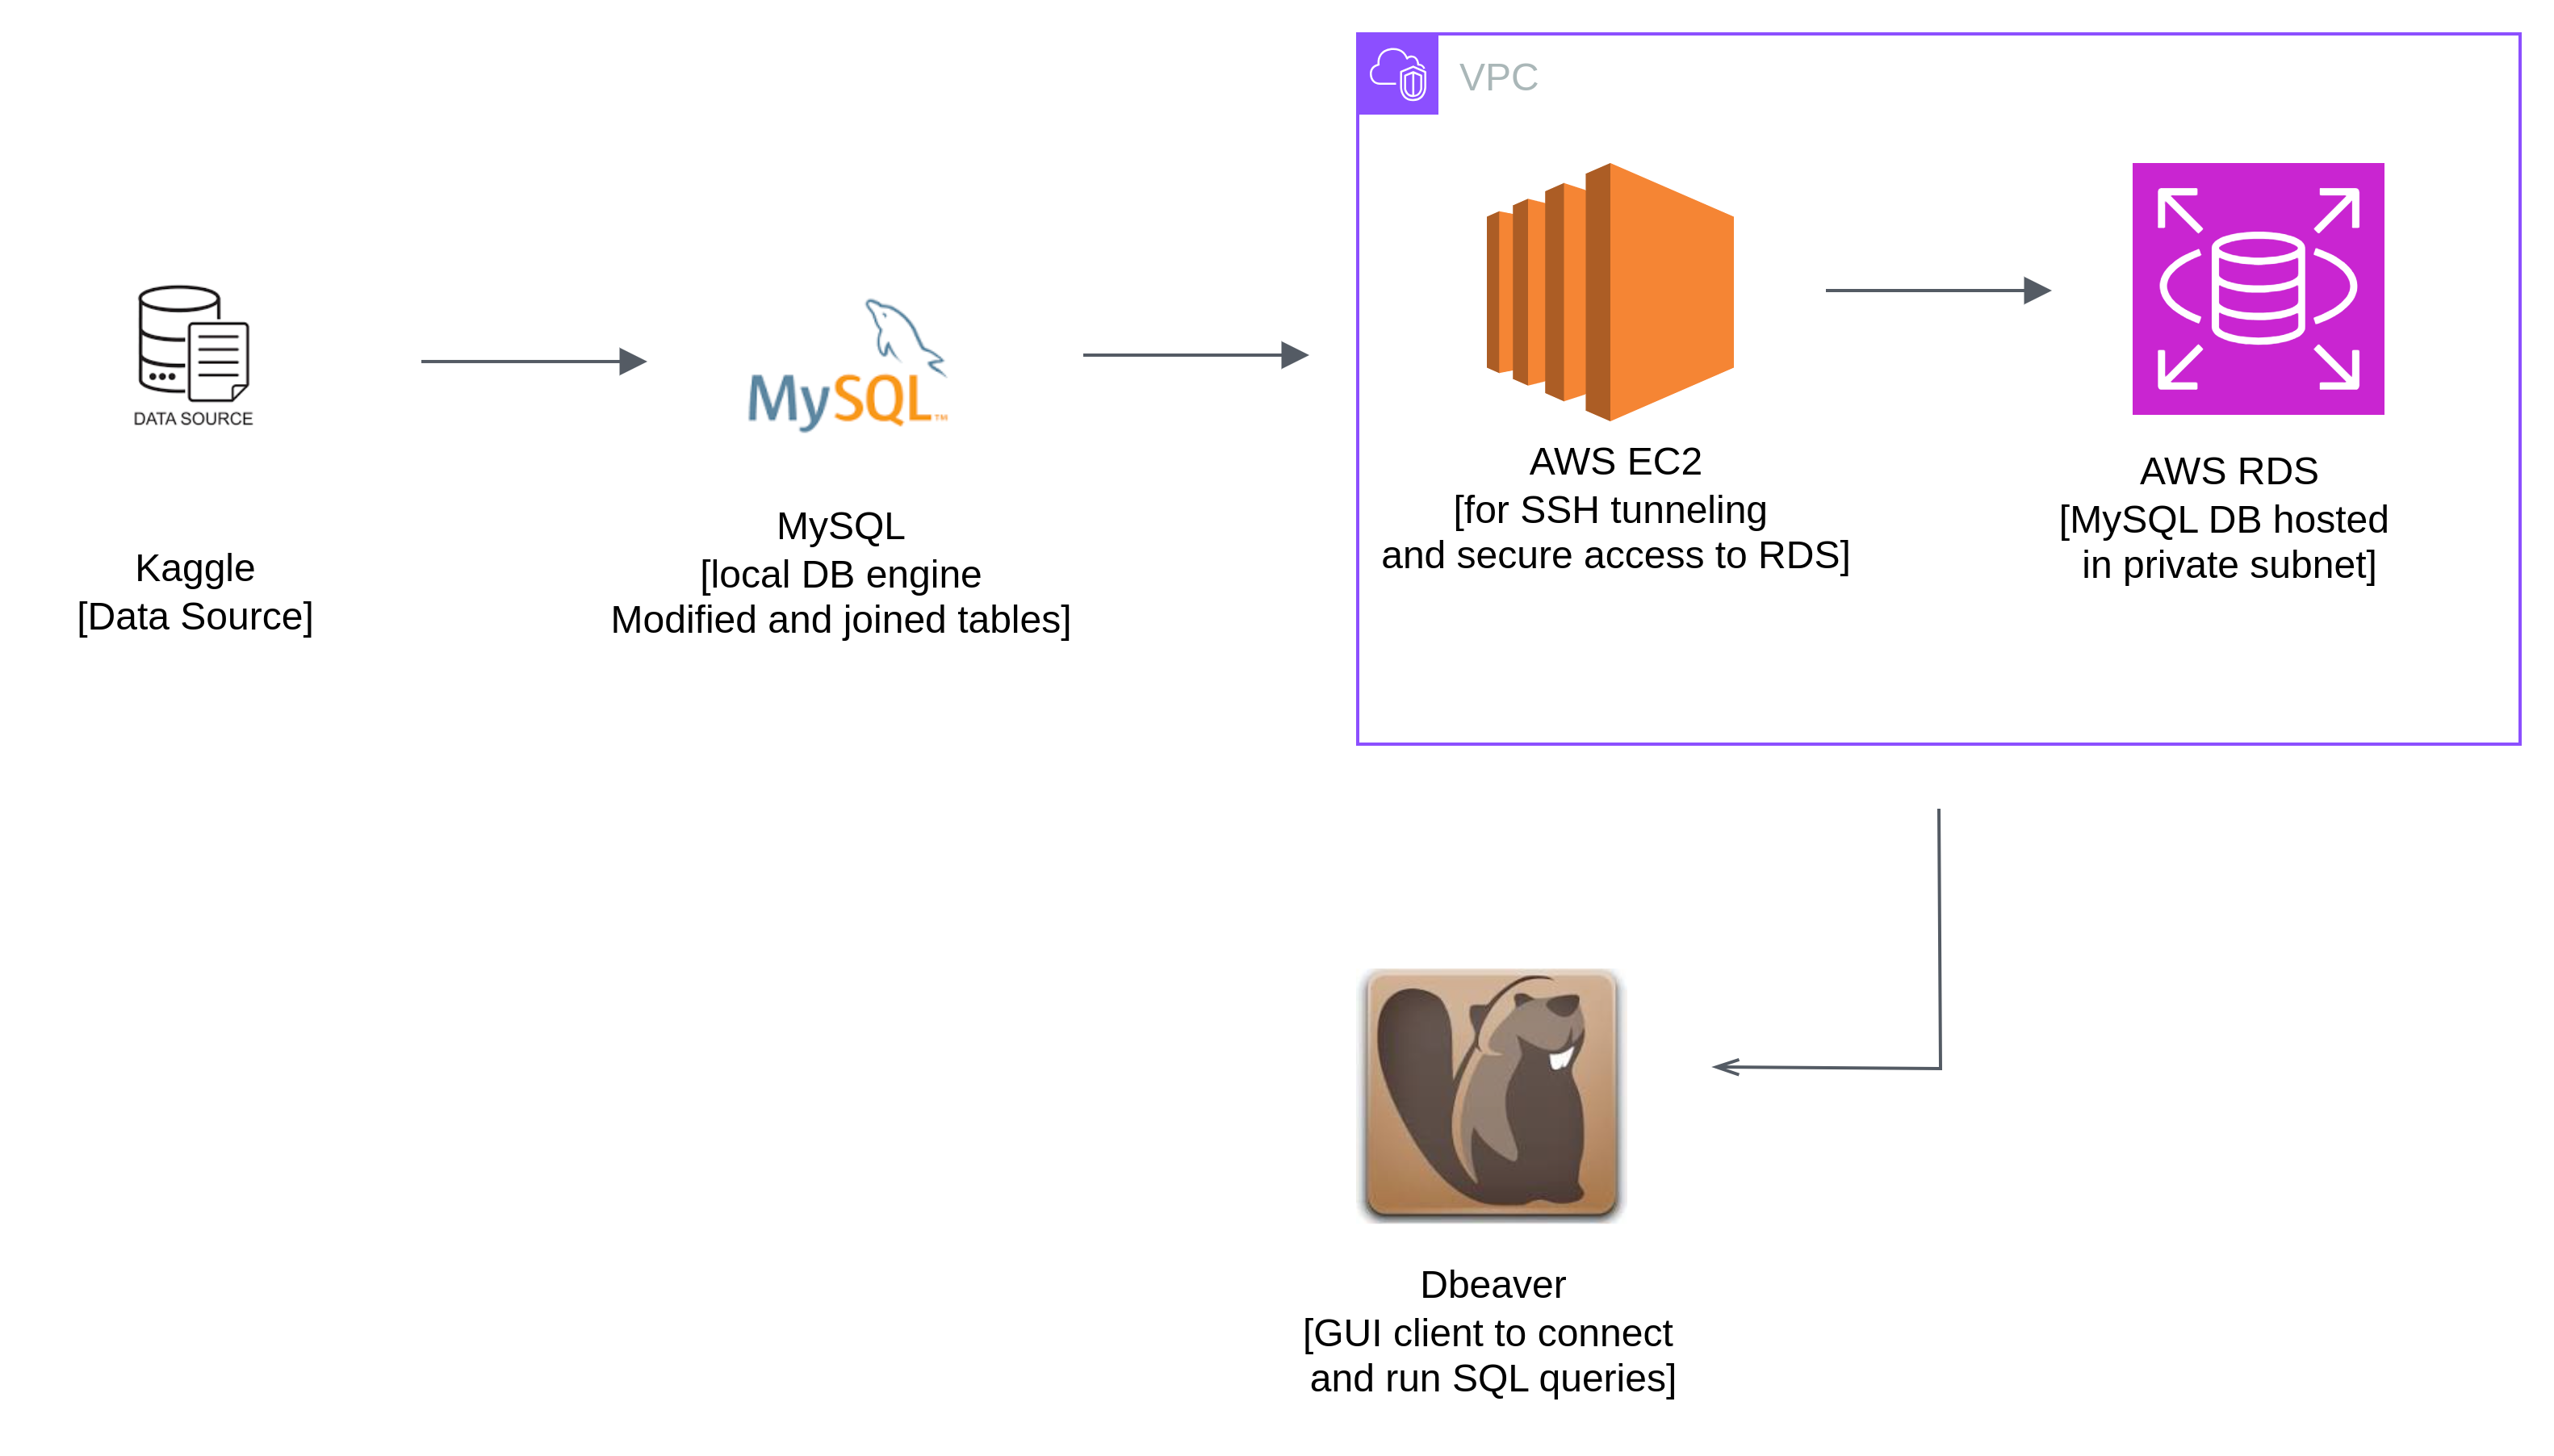 VPC
DATA SOURCE
Kaggle
[Data Source]
MySQL™
MySQL
[local DB engine
Modified and joined tables]
AWS EC2
[for SSH tunneling
and secure access to RDS]
AWS RDS
[MySQL DB hosted
in private subnet]
Dbeaver
[GUI client to connect
and run SQL queries]